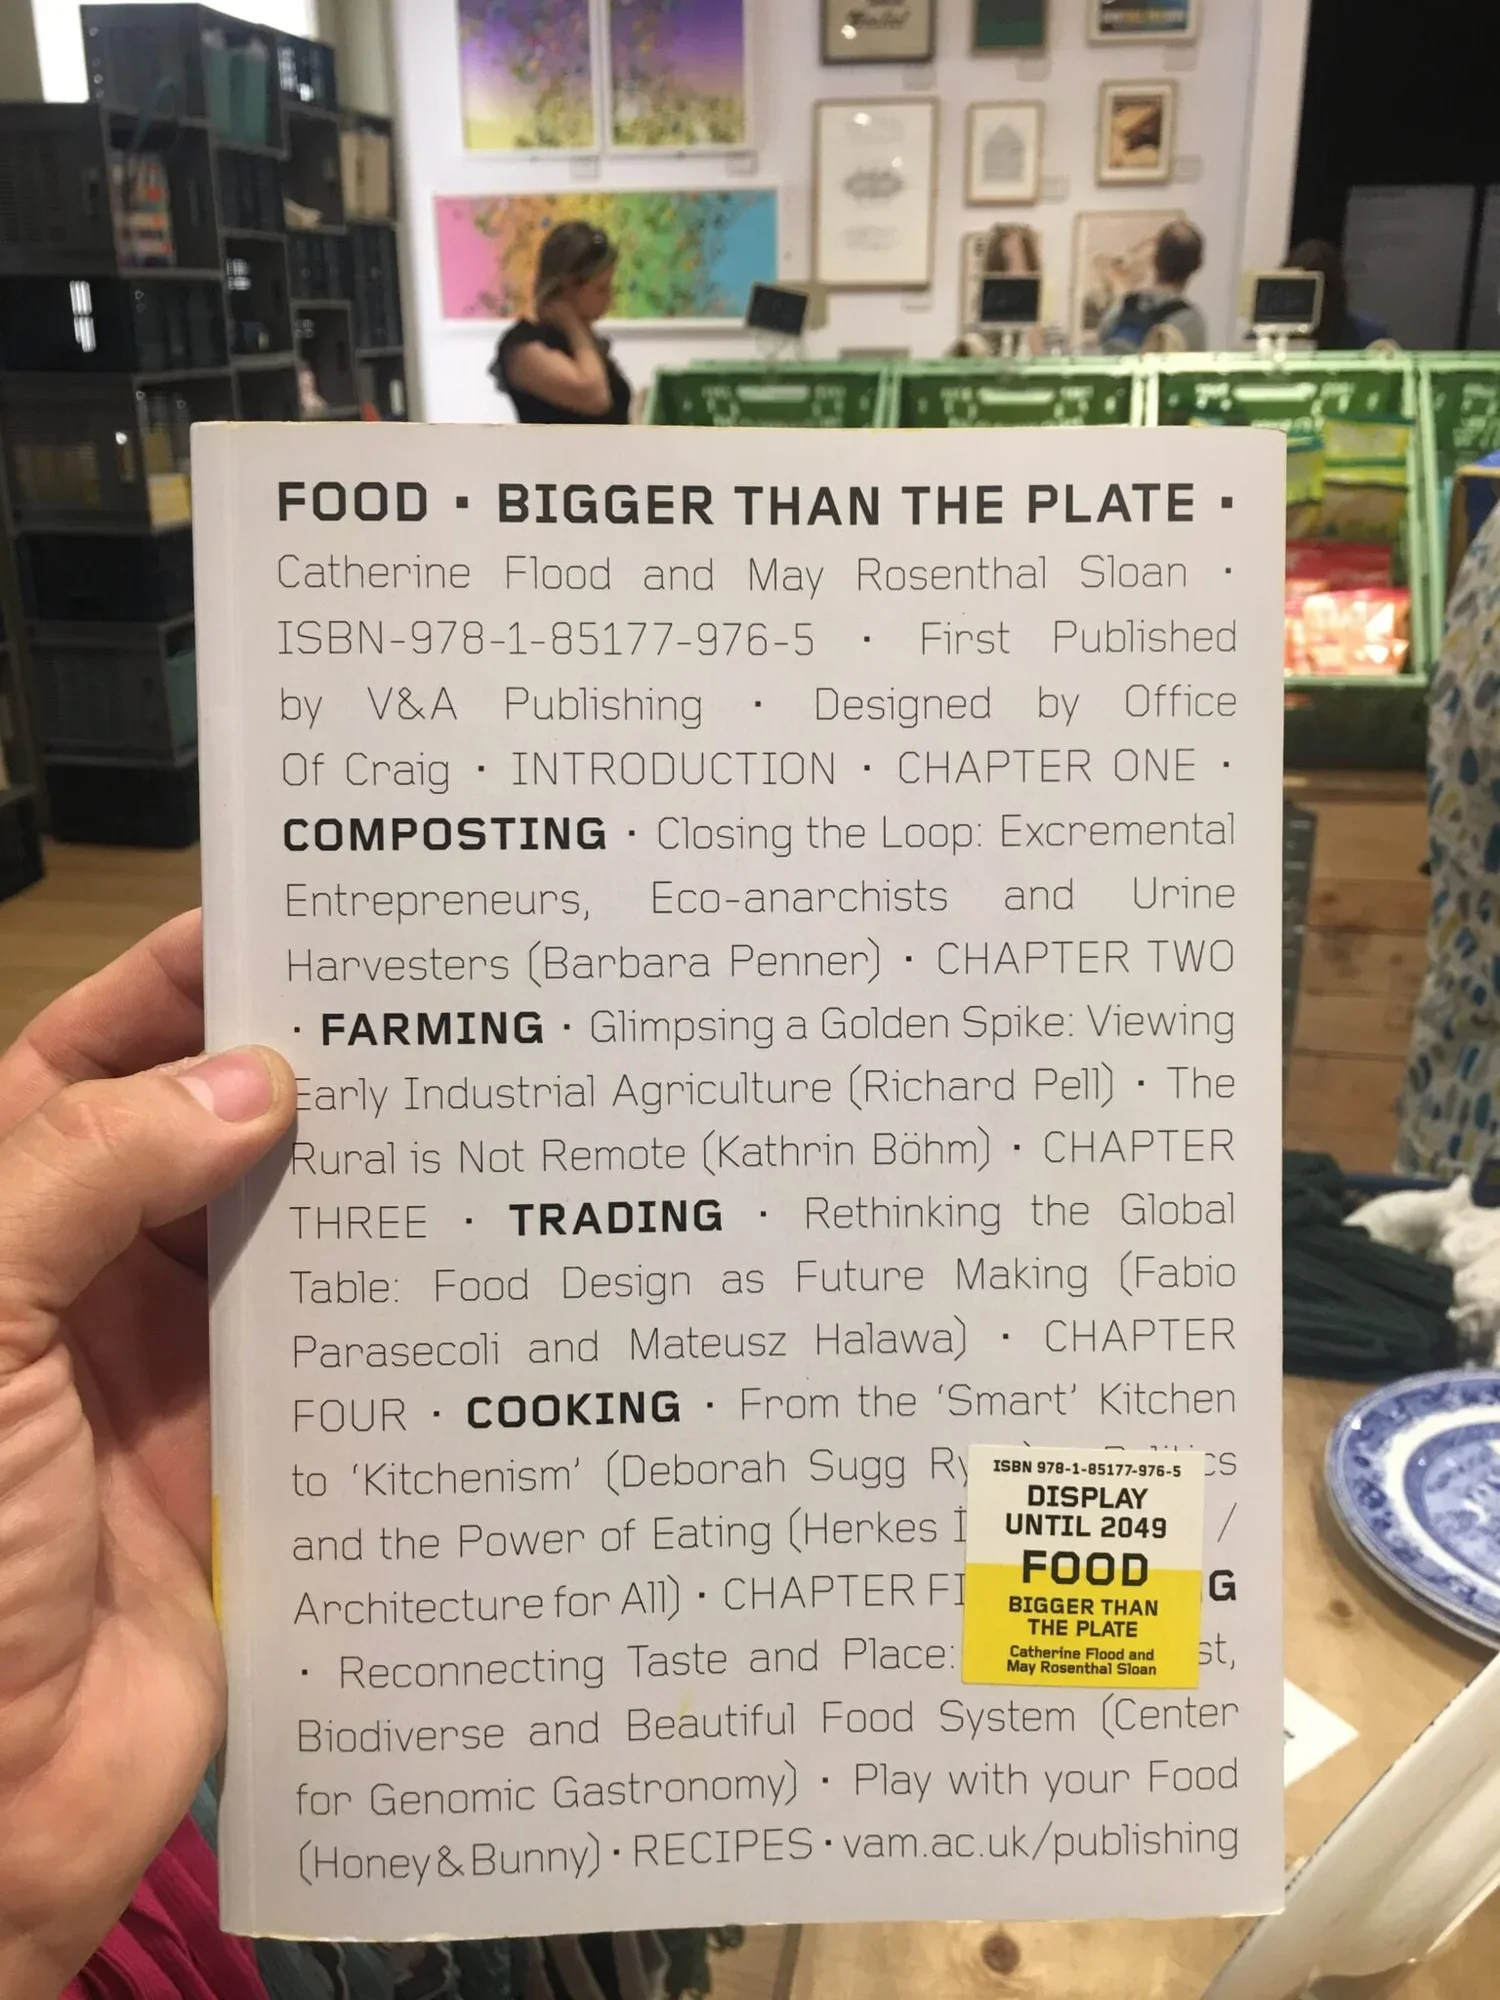 FOOD · BIGGER THAN THE PLATE ·
Catherine Flood and May Rosenthal Sloan ·
ISBN-978-1-85177-976-5 · First Published
by V&A Publishing · Designed by Office
Of Craig · INTRODUCTION · CHAPTER ONE ·
COMPOSTING · Closing the Loop: Excremental
Entrepreneurs, Eco-anarchists and Urine
Harvesters (Barbara Penner) · CHAPTER TWO
· FARMING · Glimpsing a Golden Spike: Viewing
Early Industrial Agriculture (Richard Pell) · The
Rural is Not Remote (Kathrin Böhm) · CHAPTER
THREE · TRADING · Rethinking the Global
Table: Food Design as Future Making (Fabio
Parasecoli and Mateusz Halawa) · CHAPTER
FOUR · COOKING · From the ‘Smart’ Kitchen
to ‘Kitchenism’ (Deborah Sugg
and the Power of Eating (Herkes /
Architecture for All) · CHAPTER
· Reconnecting Taste and Place:
Biodiverse and Beautiful Food System (Center
for Genomic Gastronomy) · Play with your Food
(Honey & Bunny) · RECIPES · vam.ac.uk/publishing
ISBN 978-1-85177-976-5
DISPLAY
UNTIL 2049
FOOD
BIGGER THAN
THE PLATE
Catherine Flood and
May Rosenthal Sloan